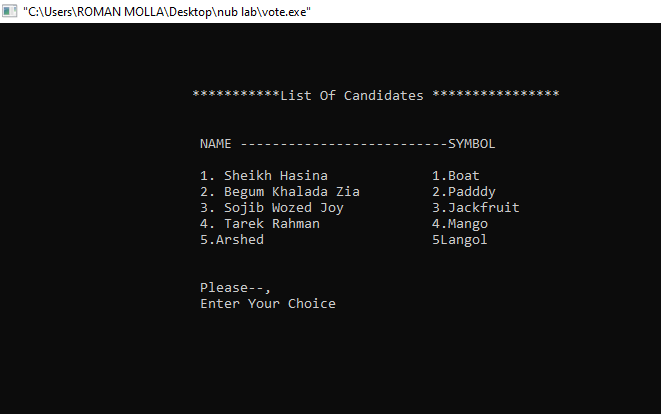 "C:\Users\ROMAN MOLLA\Desktop\nub lab\vote.exe"
***********List Of Candidates ****************
NAME --------------------------SYMBOL
1. Sheikh Hasina 1.Boat
2. Begum Khalada Zia 2.Padddy
3. Sojib Wozed Joy 3.Jackfruit
4. Tarek Rahman 4.Mango
5.Arshed 5Langol
Please--,
Enter Your Choice